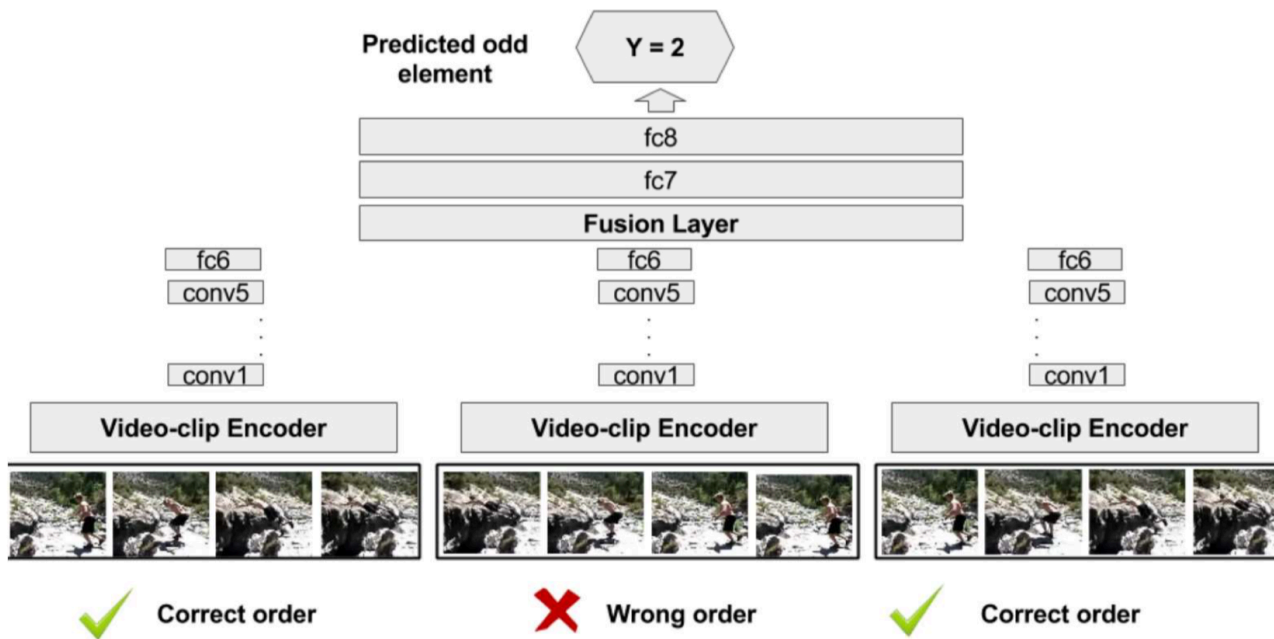 Predicted odd
element
Y = 2
fc8
fc7
Fusion Layer
fc6 fc6 fc6
conv5 conv5 conv5
conv1 conv1 conv1
Video-clip Encoder Video-clip Encoder Video-clip Encoder
Correct order Wrong order Correct order